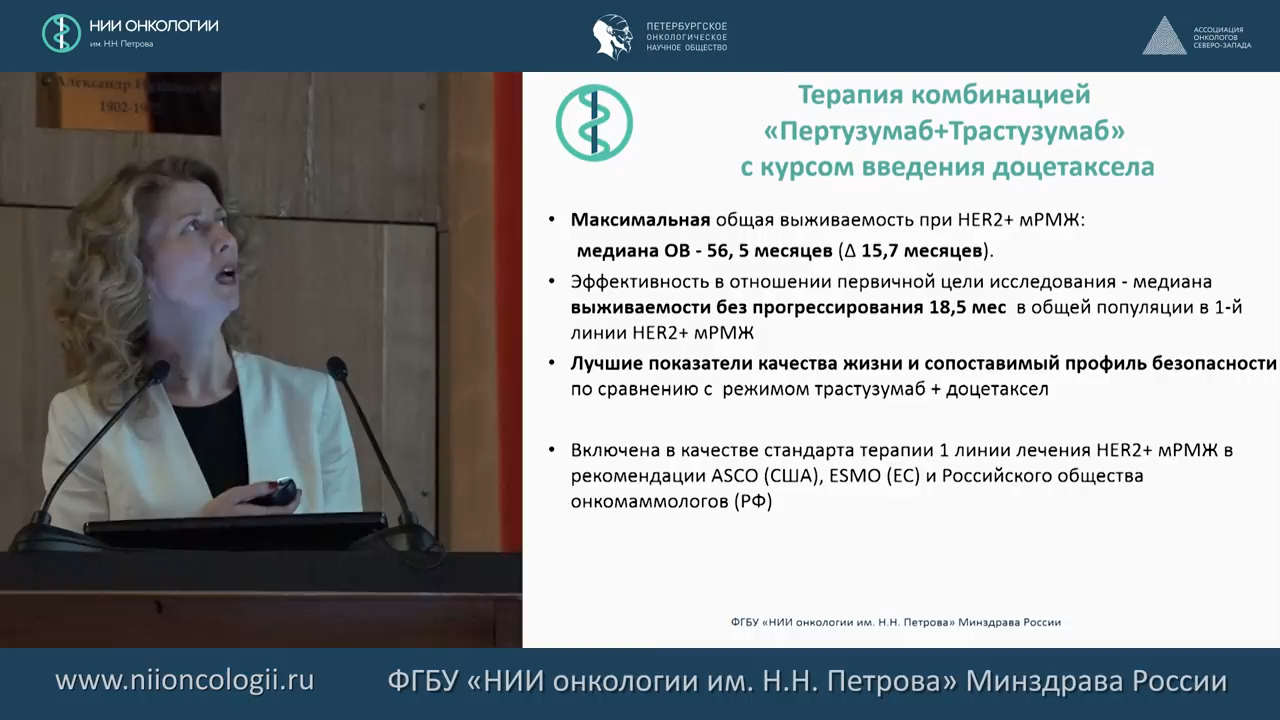 НИИ ОНКОЛОГИИ
им. Н.Н. Петрова
ПЕТЕРБУРГСКОЕ
ОНКОЛОГИЧЕСКОЕ
НАУЧНОЕ ОБЩЕСТВО
АССОЦИАЦИЯ
ОНКОЛОГОВ
СЕВЕРО-ЗАПАДА
Александр
1902-19
Терапия комбинацией
«Пертузумаб+Трастузумаб»
с курсом введения доцетаксела
• Максимальная общая выживаемость при HER2+ мРМЖ:
медиана ОВ - 56, 5 месяцев (Δ 15,7 месяцев).
• Эффективность в отношении первичной цели исследования - медиана
выживаемости без прогрессирования 18,5 мес в общей популяции в 1-й
линии HER2+ мРМЖ
• Лучшие показатели качества жизни и сопоставимый профиль безопасности
по сравнению с режимом трастузумаб + доцетаксел
• Включена в качестве стандарта терапии 1 линии лечения HER2+ мРМЖ в
рекомендации ASCO (США), ESMO (ЕС) и Российского общества
онкомаммологов (РФ)
ФГБУ «НИИ онкологии им. Н.Н. Петрова» Минздрава России
www.niioncologii.ru
ФГБУ «НИИ онкологии им. Н.Н. Петрова» Минздрава России